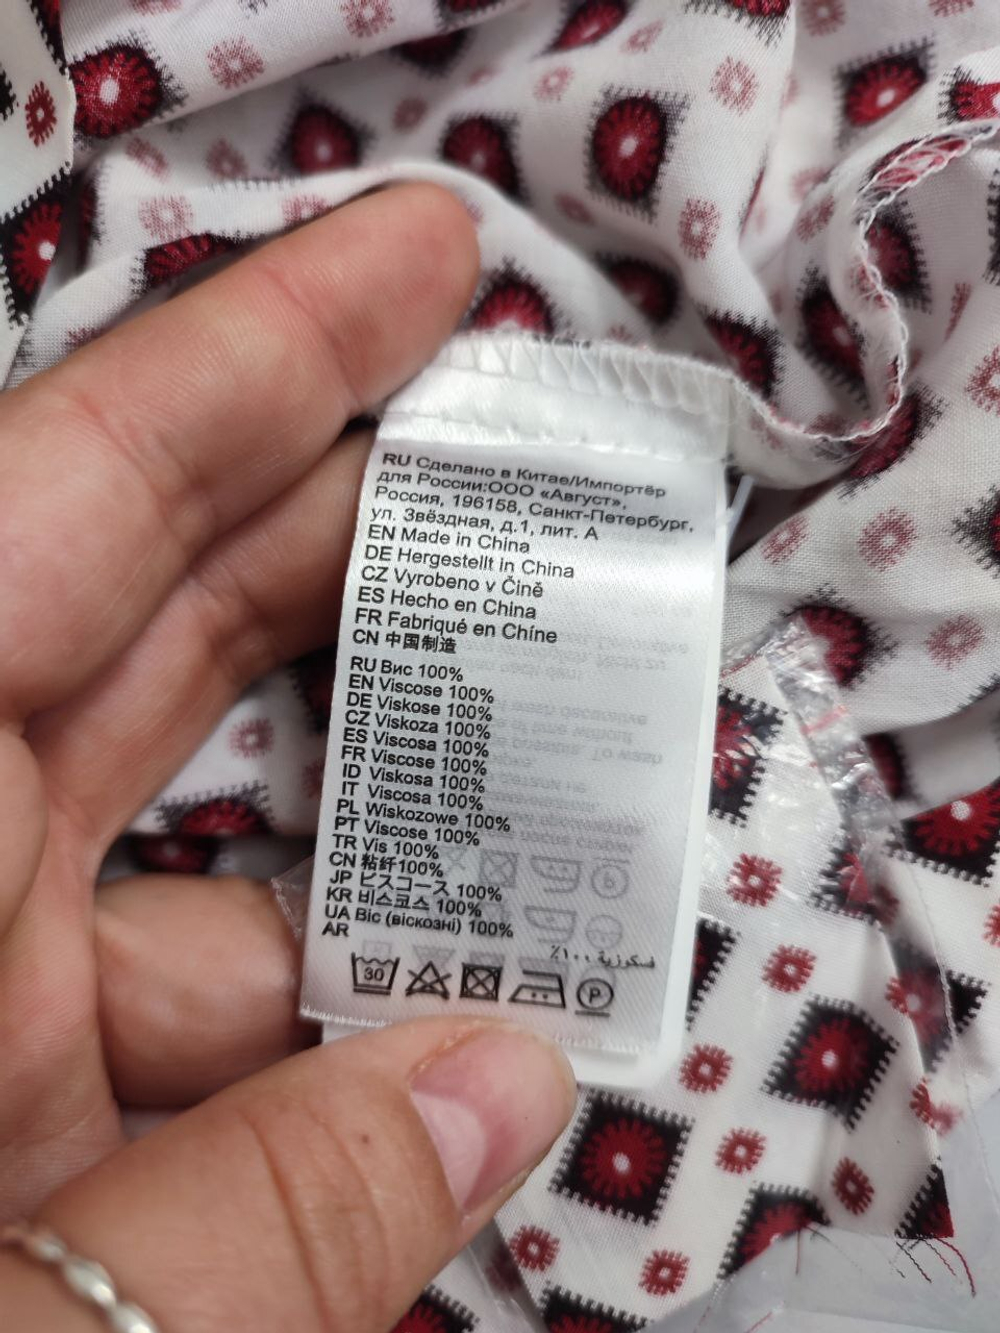 RU Сделано в Китае/Импортёр
для России:ООО «Август»,
Россия, 196158, Санкт-Петербург,
ул. Звёздная, д.1, лит. А
EN Made in China
DE Hergestellt in China
CZ Vyrobeno v Čině
ES Hecho en China
FR Fabriqué en Chine
CN 中国制造
RU Вис 100%
EN Viscose 100%
DE Viskose 100%
CZ Viskoza 100%
ES Viscosa 100%
FR Viscose 100%
ID Viskosa 100%
IT Viscosa 100%
PL Wiskozowe 100%
PT Viscose 100%
TR Vis 100%
CN 粘纤100%
JP ビスコース 100%
KR 비스코스 100%
UA Віс (віскозні) 100%
AR
فسكوزية ١٠٠٪
30 P